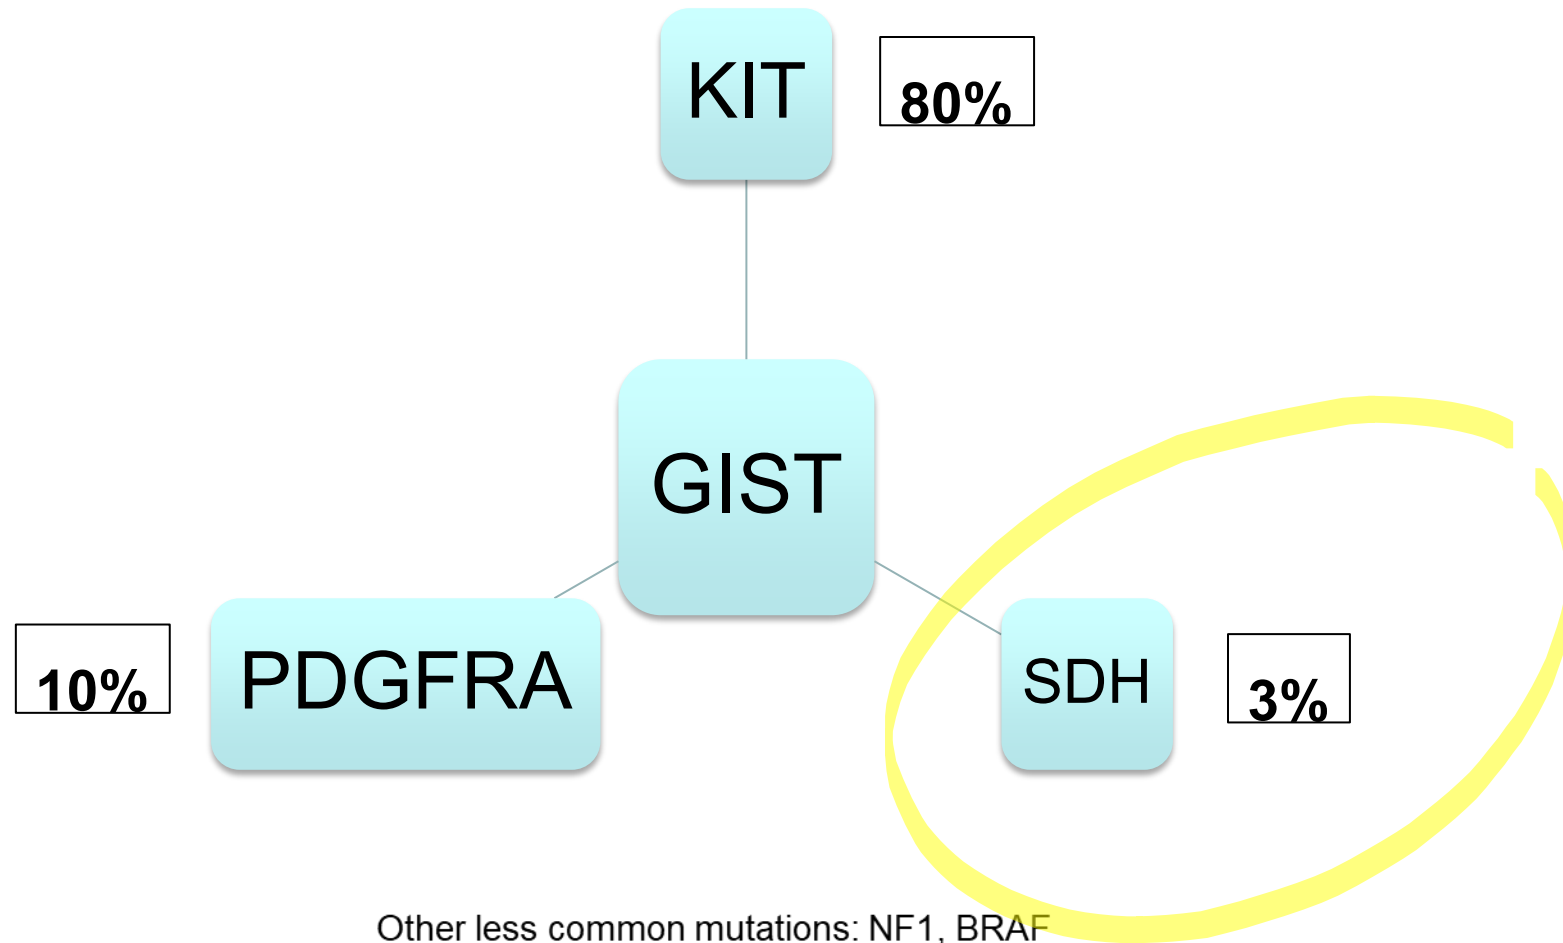 KIT
80%
GIST
PDGFRA
10%
SDH
3%
Other less common mutations: NF1, BRAF